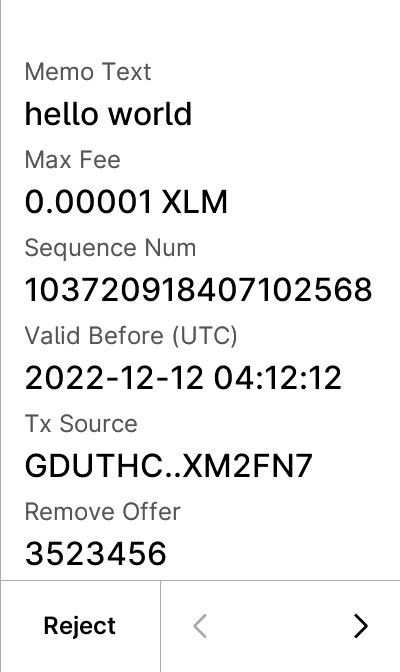 Memo Text
hello world
Max Fee
0.00001 XLM
Sequence Num
103720918407102568
Valid Before (UTC)
2022-12-12 04:12:12
Tx Source
GDUTHC..XM2FN7
Remove Offer
3523456
Reject